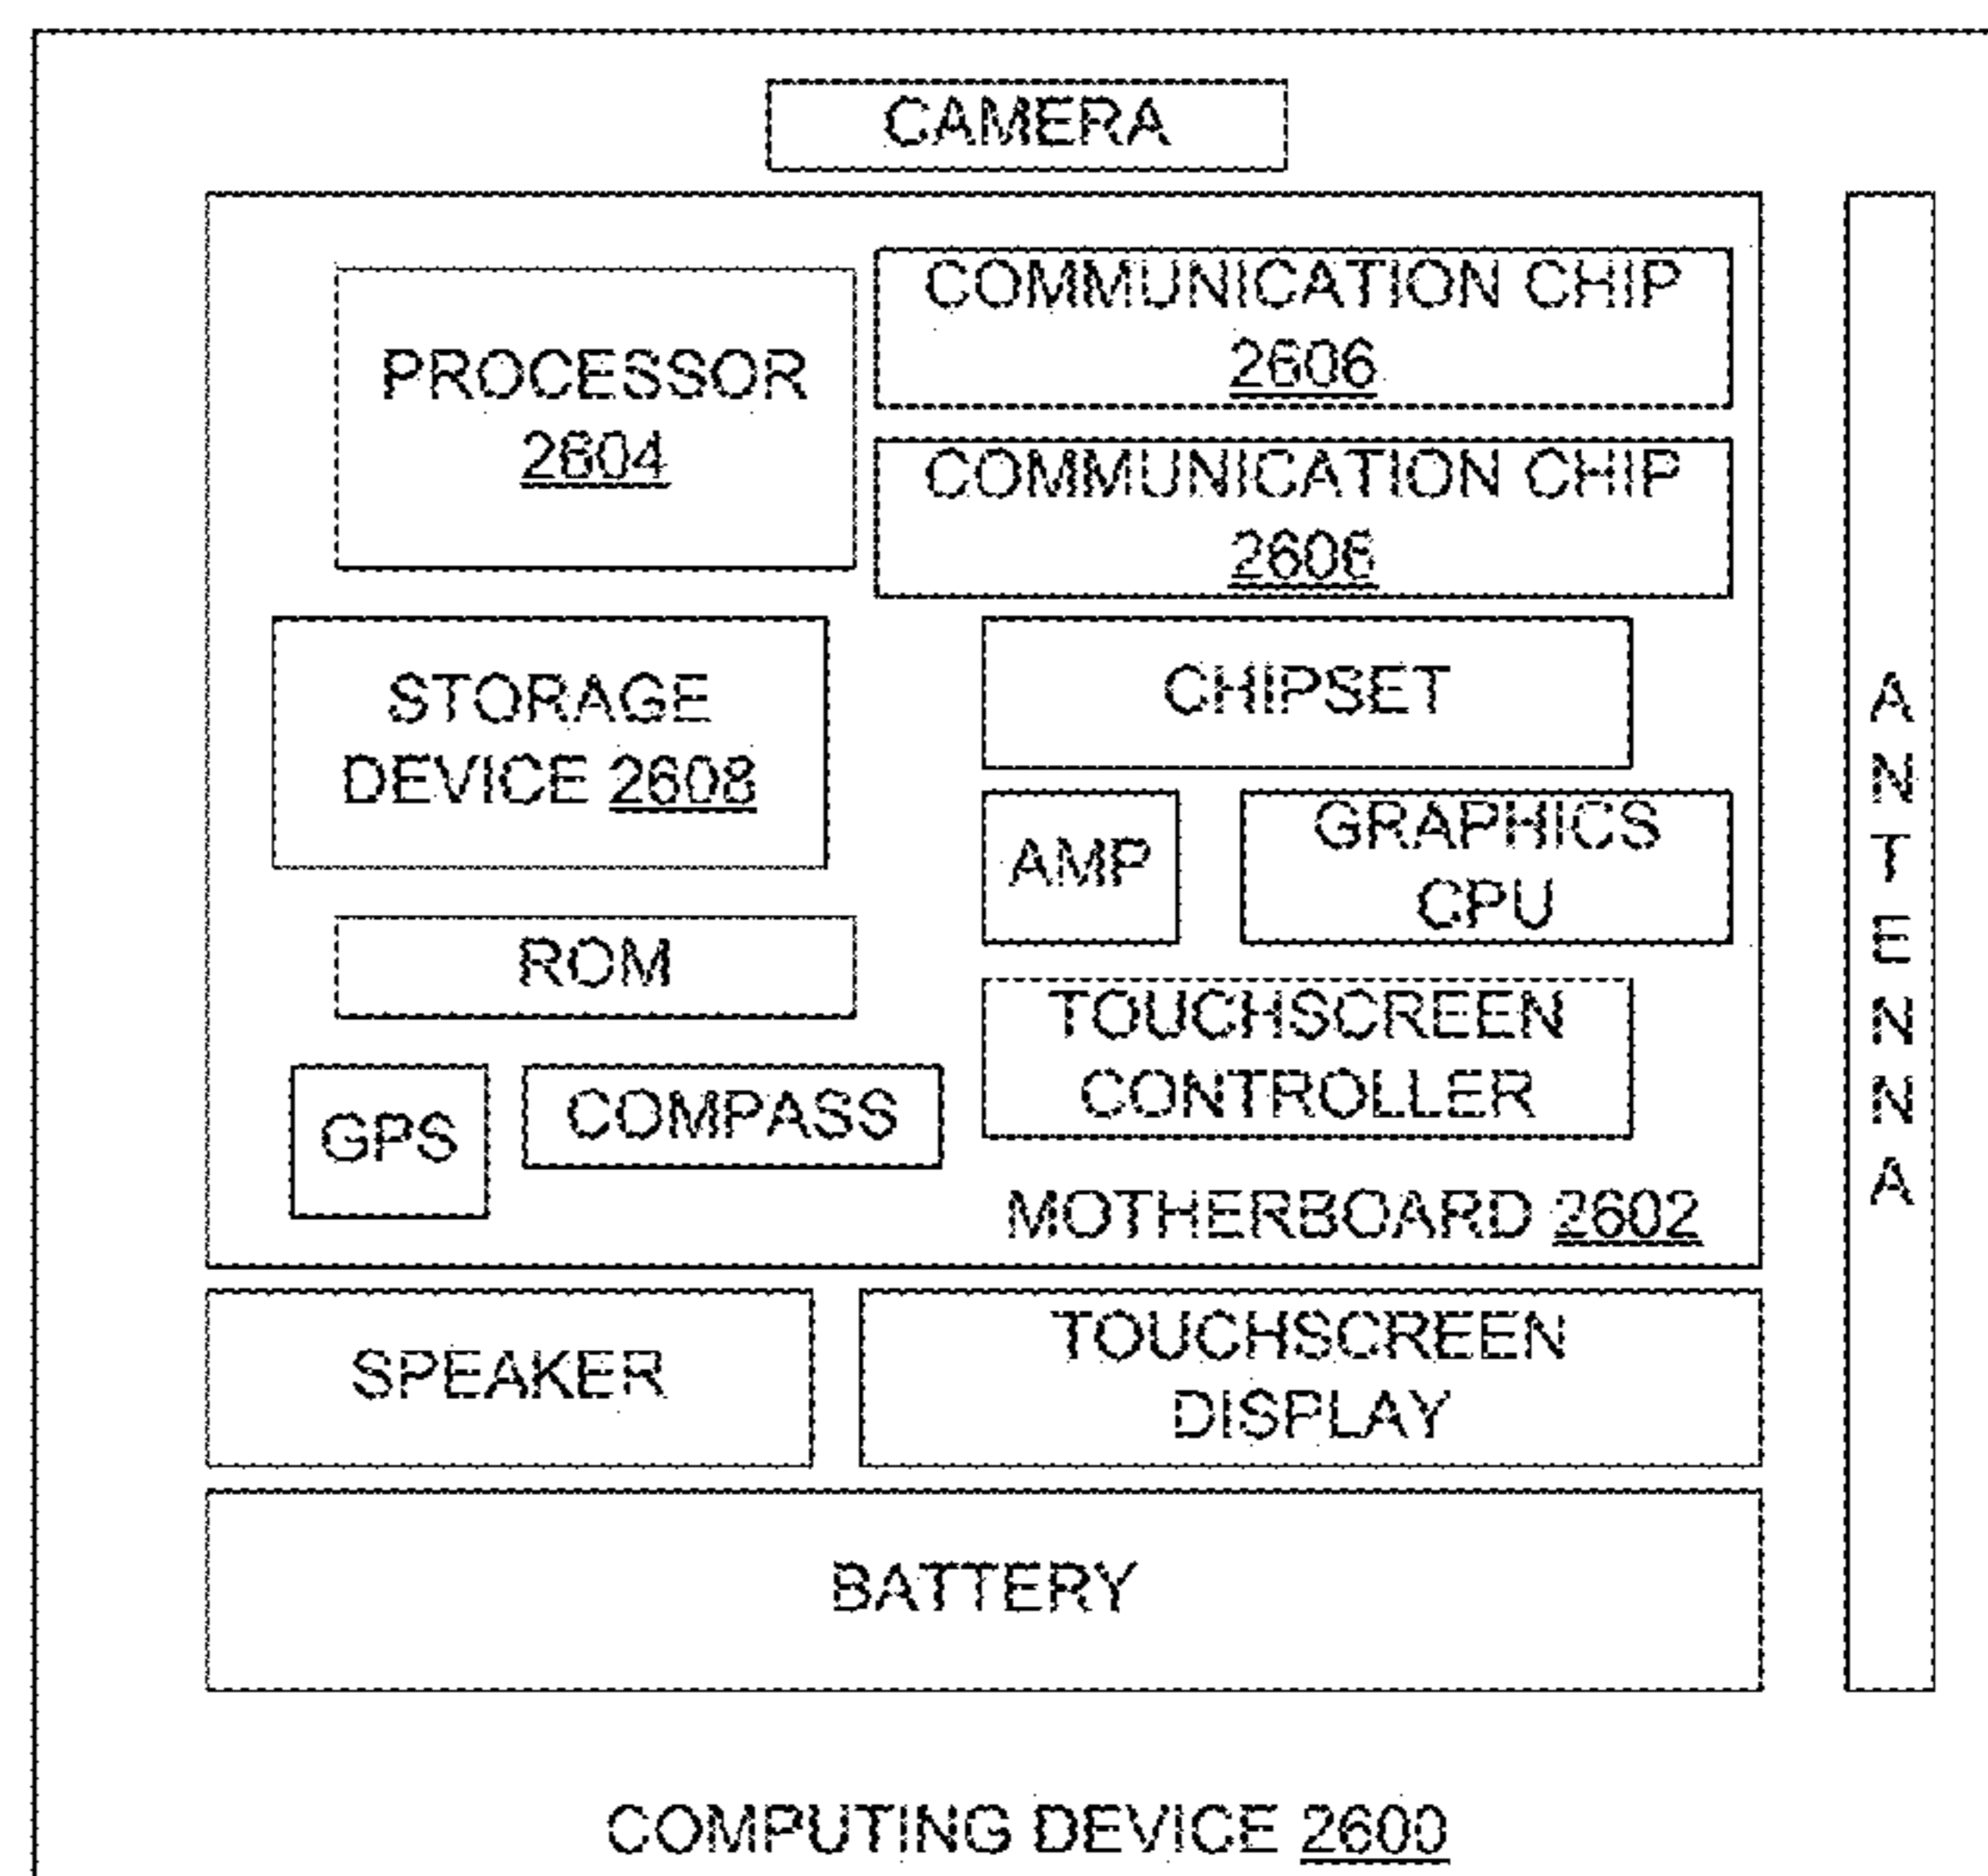 CAMERA
PROCESSOR
2604
COMMUNICATION CHIP
2606
COMMUNICATION CHIP
2606
STORAGE
DEVICE 2608
CHIPSET
AMP
GRAPHICS
CPU
ROM
TOUCHSCREEN
CONTROLLER
GPS
COMPASS
MOTHERBOARD 2602
ANTENNA
SPEAKER
TOUCHSCREEN
DISPLAY
BATTERY
COMPUTING DEVICE 2600